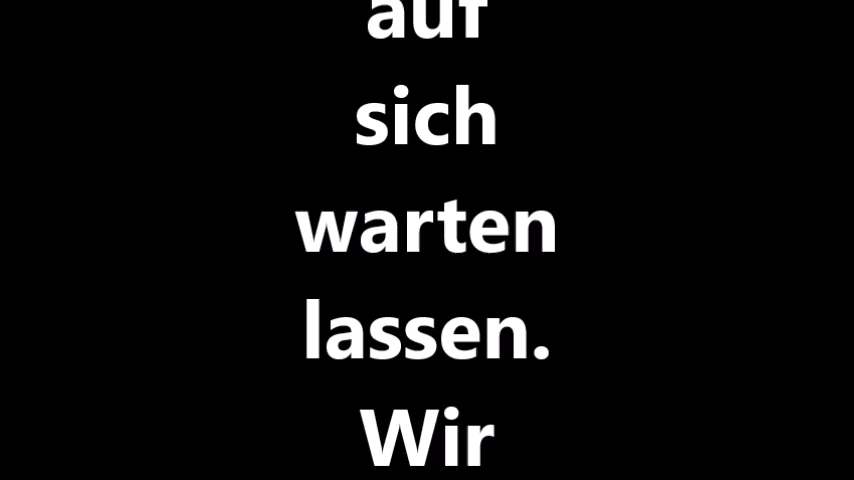 auf
sich
warten
lassen.
Wir